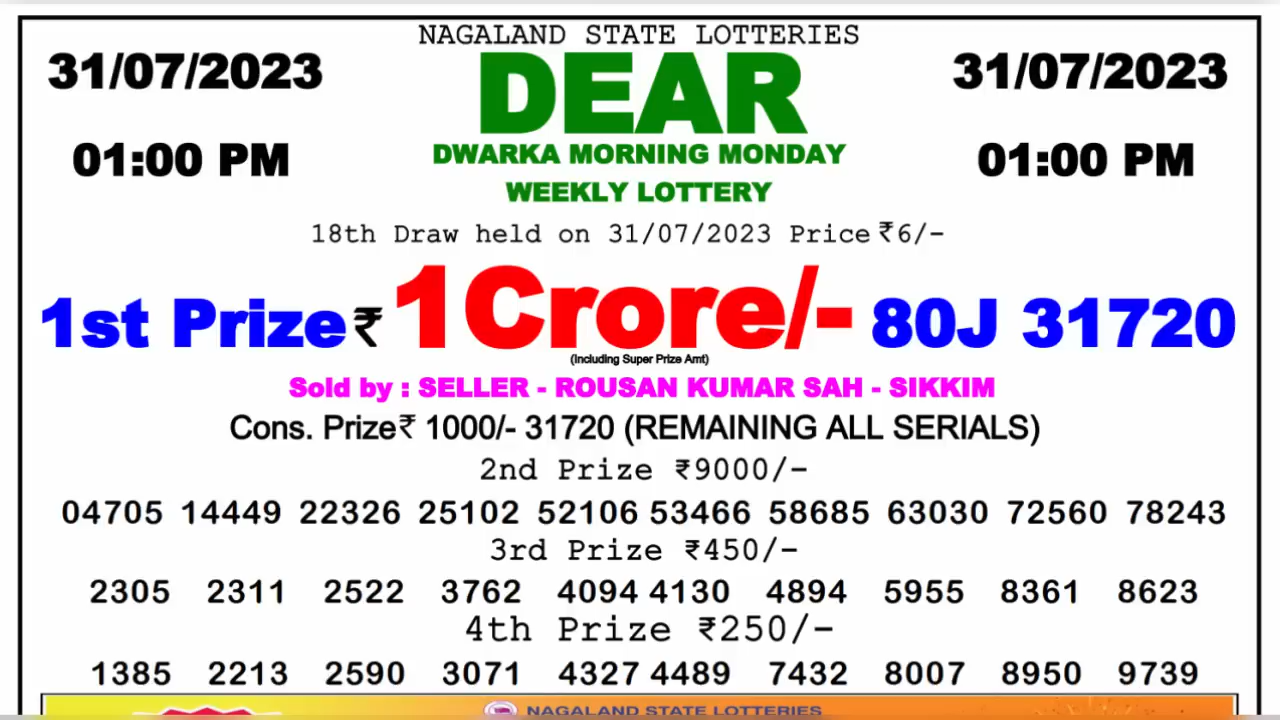 NAGALAND STATE LOTTERIES
31/07/2023 DEAR 31/07/2023
01:00 PM DWARKA MORNING MONDAY 01:00 PM
WEEKLY LOTTERY
18th Draw held on 31/07/2023 Price ₹6/-
1st Prize ₹ 1Crore/- 80J 31720
(Including Super Prize Amt)
Sold by : SELLER - ROUSAN KUMAR SAH - SIKKIM
Cons. Prize ₹ 1000/- 31720 (REMAINING ALL SERIALS)
2nd Prize ₹9000/-
04705 14449 22326 25102 52106 53466 58685 63030 72560 78243
3rd Prize ₹450/-
2305 2311 2522 3762 4094 4130 4894 5955 8361 8623
4th Prize ₹250/-
1385 2213 2590 3071 4327 4489 7432 8007 8950 9739
NAGALAND STATE LOTTERIES